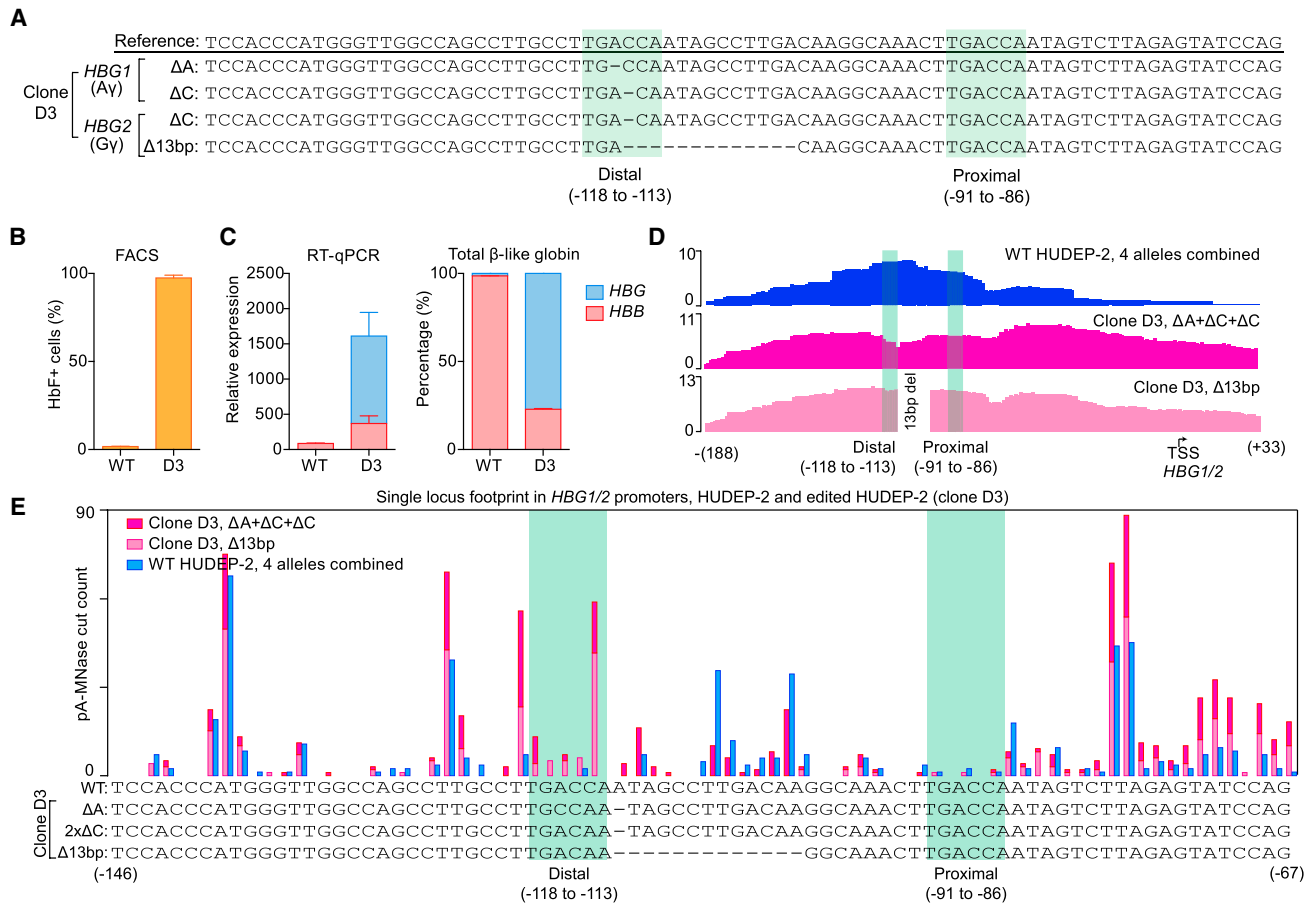 A
Reference: TCCACCCATGGGTTGGCCAGCCTTGCCTTGACCAATAGCCTTGACAAGGCAAACTTGACCAATAGTCTTAGAGTATCCAG
Clone D3
HBG1 (Aγ)
ΔA: TCCACCCATGGGTTGGCCAGCCTTGCCTTG-CCAATAGCCTTGACAAGGCAAACTTGACCAATAGTCTTAGAGTATCCAG
ΔC: TCCACCCATGGGTTGGCCAGCCTTGCCTTGA-CAATAGCCTTGACAAGGCAAACTTGACCAATAGTCTTAGAGTATCCAG
HBG2 (Gγ)
ΔC: TCCACCCATGGGTTGGCCAGCCTTGCCTTGA-CAATAGCCTTGACAAGGCAAACTTGACCAATAGTCTTAGAGTATCCAG
Δ13bp: TCCACCCATGGGTTGGCCAGCCTTGCCTTGA-------------CAAGGCAAACTTGACCAATAGTCTTAGAGTATCCAG
Distal Proximal
(-118 to -113) (-91 to -86)
B
FACS
HbF+ cells (%)
100
50
0
WT D3
C
RT-qPCR
Relative expression
2500
2000
1500
1000
500
0
WT D3
Total β-like globin
Percentage (%)
100
50
0
WT D3
HBG
HBB
D
10
0
WT HUDEP-2, 4 alleles combined
11
0
Clone D3, ΔA+ΔC+ΔC
13
0
Clone D3, Δ13bp
13bp del
-(188)
Distal
(-118 to -113)
Proximal
(-91 to -86)
TSS
HBG1/2
(+33)
E
Single locus footprint in HBG1/2 promoters, HUDEP-2 and edited HUDEP-2 (clone D3)
pA-MNase cut count
90
0
Clone D3, ΔA+ΔC+ΔC
Clone D3, Δ13bp
WT HUDEP-2, 4 alleles combined
WT: TCCACCCATGGGTTGGCCAGCCTTGCCTTGACCAATAGCCTTGACAAGGCAAACTTGACCAATAGTCTTAGAGTATCCAG
Clone D3
ΔA: TCCACCCATGGGTTGGCCAGCCTTGCCTTGCCAA-TAGCCTTGACAAGGCAAACTTGACCAATAGTCTTAGAGTATCCAG
2xΔC: TCCACCCATGGGTTGGCCAGCCTTGCCTTGACAA-TAGCCTTGACAAGGCAAACTTGACCAATAGTCTTAGAGTATCCAG
Δ13bp: TCCACCCATGGGTTGGCCAGCCTTGCCTTGACAA-------------GGCAAACTTGACCAATAGTCTTAGAGTATCCAG
(-146) Distal Proximal (-67)
(-118 to -113) (-91 to -86)